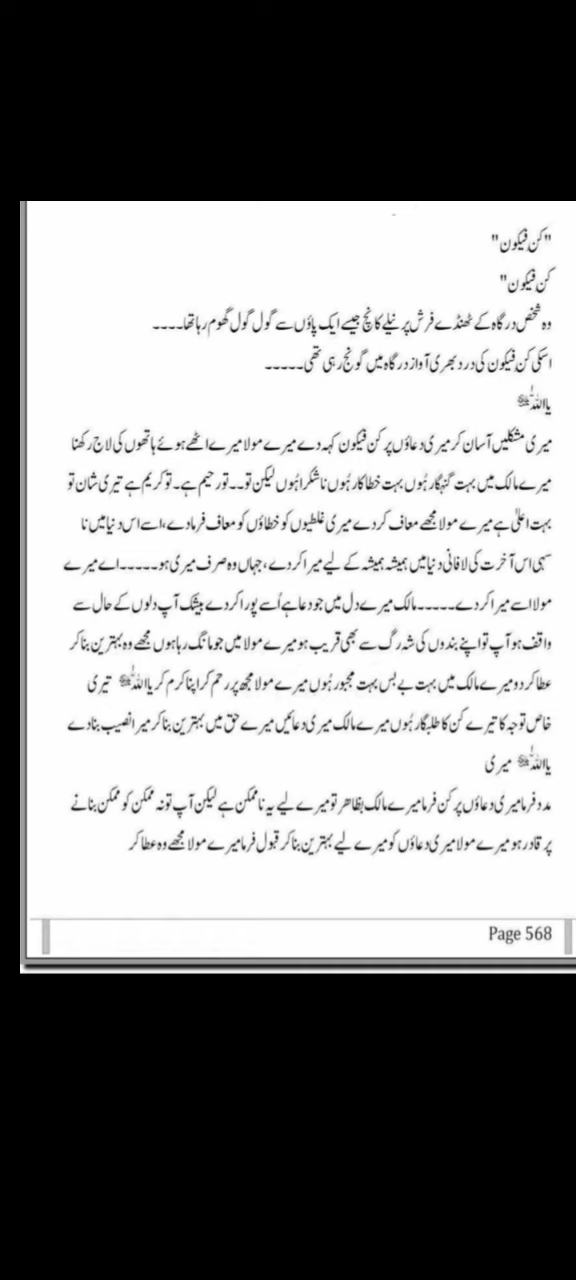 "کن فیکون"
کن فیکون"
وہ شخص درگاہ کے ٹھنڈے فرش پر نیلے کانچ جیسے ایک پاؤں سے گول گول گھوم رہا تھا۔۔۔۔
اسکی کن فیکون کی درد بھری آواز درگاہ میں گونج رہی تھی۔۔۔۔۔
یااللہ ﷻ
میری مشکلیں آسان کر میری دعاؤں پر کن فیکون کہہ دے میرے مولا میرے اٹھے ہوئے ہاتھوں کی لاج رکھنا
میرے مالک میں بہت گنہگار ہُوں بہت خطاکار ہُوں ناشکرا ہُوں لیکن تو۔۔تو رحیم ہے۔ تو کریم ہے تیری شان تو
بہت اعلیٰ ہے میرے مولا مجھے معاف کر دے میری غلطیوں کو خطاؤں کو معاف فرما دے، اسے اس دنیا میں نا
سہی اس آخرت کی لافانی دنیا میں ہمیشہ ہمیشہ کے لیے میرا کر دے، جہاں وہ صرف میری ہو۔۔۔۔۔اے میرے
مولا اسے میرا کر دے۔۔۔۔۔مالک میرے دل میں جو دعا ہے اُسے پورا کر دے بیشک آپ دلوں کے حال سے
واقف ہو آپ تو اپنے بندوں کی شہ رگ سے بھی قریب ہو میرے مولا میں جو مانگ رہا ہوں مجھے وہ بہترین بنا کر
عطا کر دو میرے مالک میں بہت بے بس بہت مجبور ہُوں میرے مولا مجھ پر رحم کر اپنا کرم کر یااللہ ﷻ تیری
خاص توجہ کا تیرے کن کا طلبگار ہُوں میرے مالک میری دعائیں میرے حق میں بہترین بنا کر میرا نصیب بنا دے
یااللہ ﷻ میری
مدد فرما میری دعاؤں پر کن فرما میرے مالک بظاہر تو میرے لیے یہ ناممکن ہے لیکن آپ تو نہ ممکن کو ممکن بنانے
پر قادر ہو میرے مولا میری دعاؤں کو میرے لیے بہترین بنا کر قبول فرما میرے مولا مجھے وہ عطا کر
Page 568